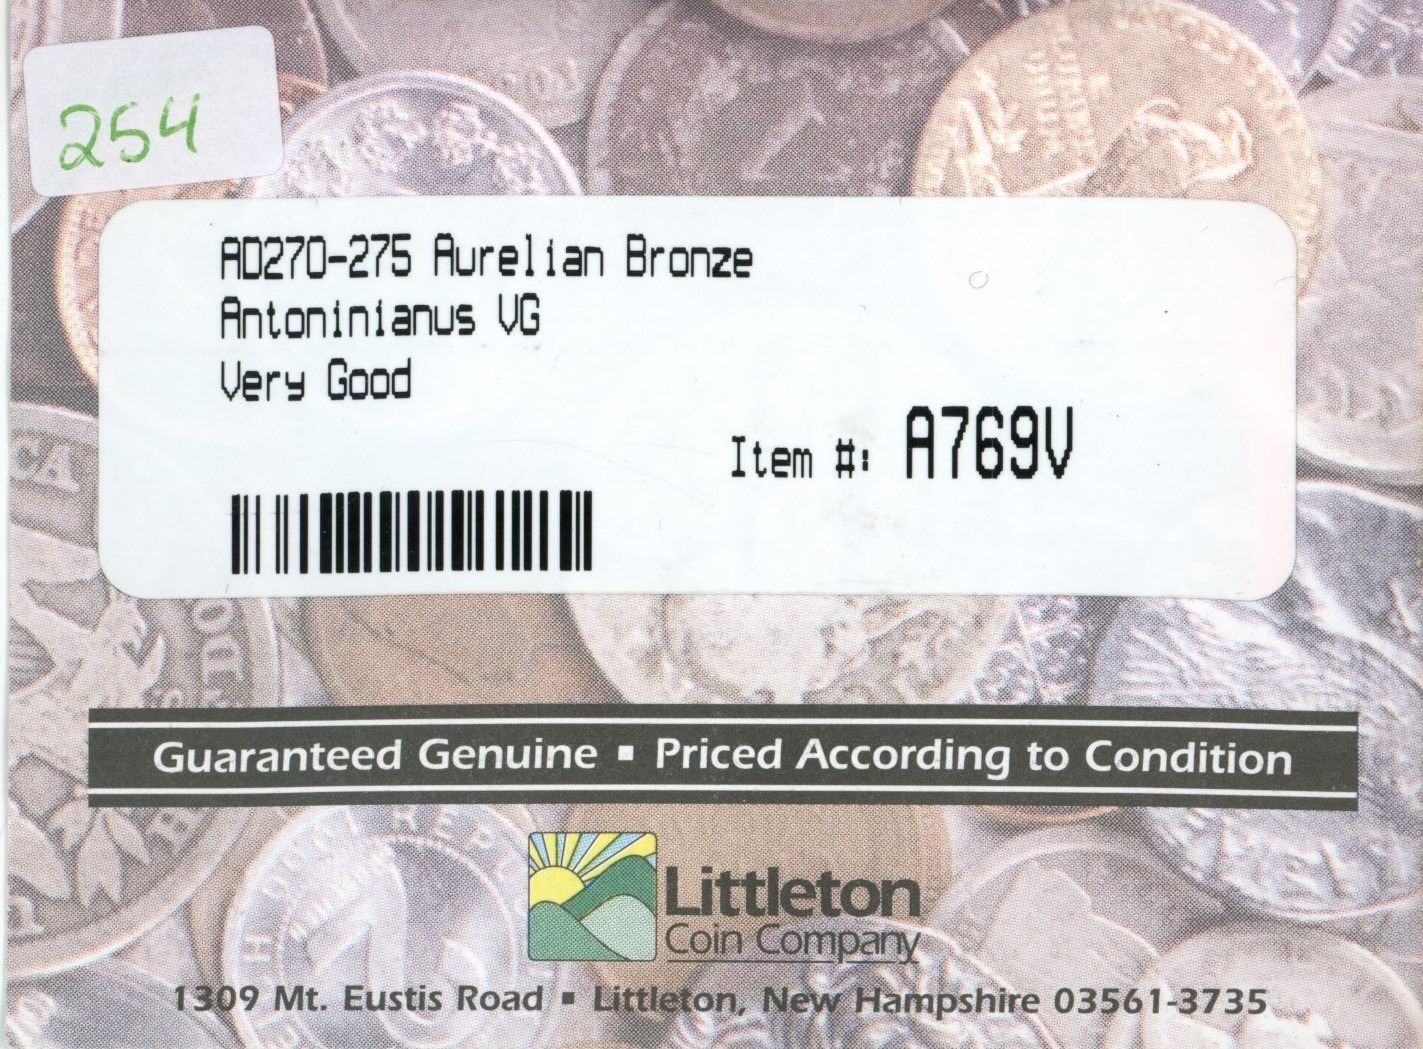 254
AD270-275 Aurelian Bronze
Antoninianus VG
Very Good
Item #: A769V
Guaranteed Genuine ▪ Priced According to Condition
Littleton
Coin Company
1309 Mt. Eustis Road ▪ Littleton, New Hampshire 03561-3735